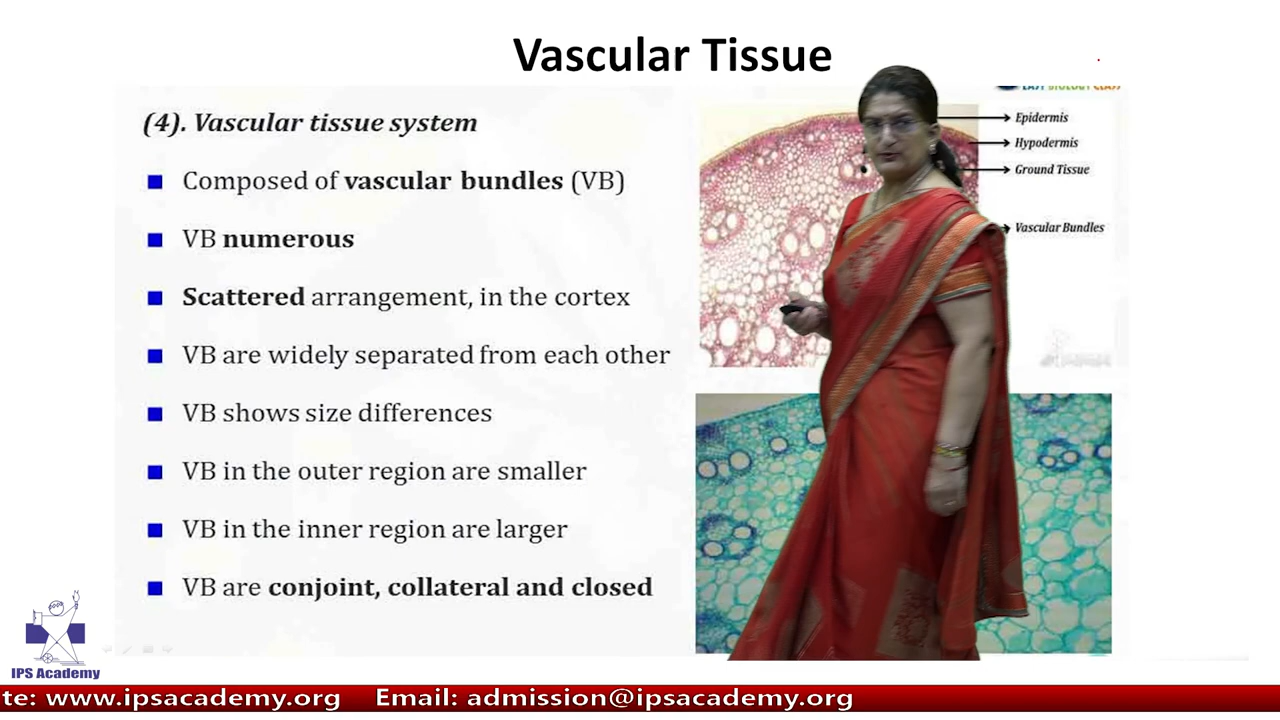 Vascular Tissue
(4). Vascular tissue system
Composed of vascular bundles (VB)
VB numerous
Scattered arrangement, in the cortex
VB are widely separated from each other
VB shows size differences
VB in the outer region are smaller
VB in the inner region are larger
VB are conjoint, collateral and closed
Epidermis
Hypodermis
Ground Tissue
Vascular Bundles
IPS Academy
te: www.ipsacademy.org Email: admission@ipsacademy.org